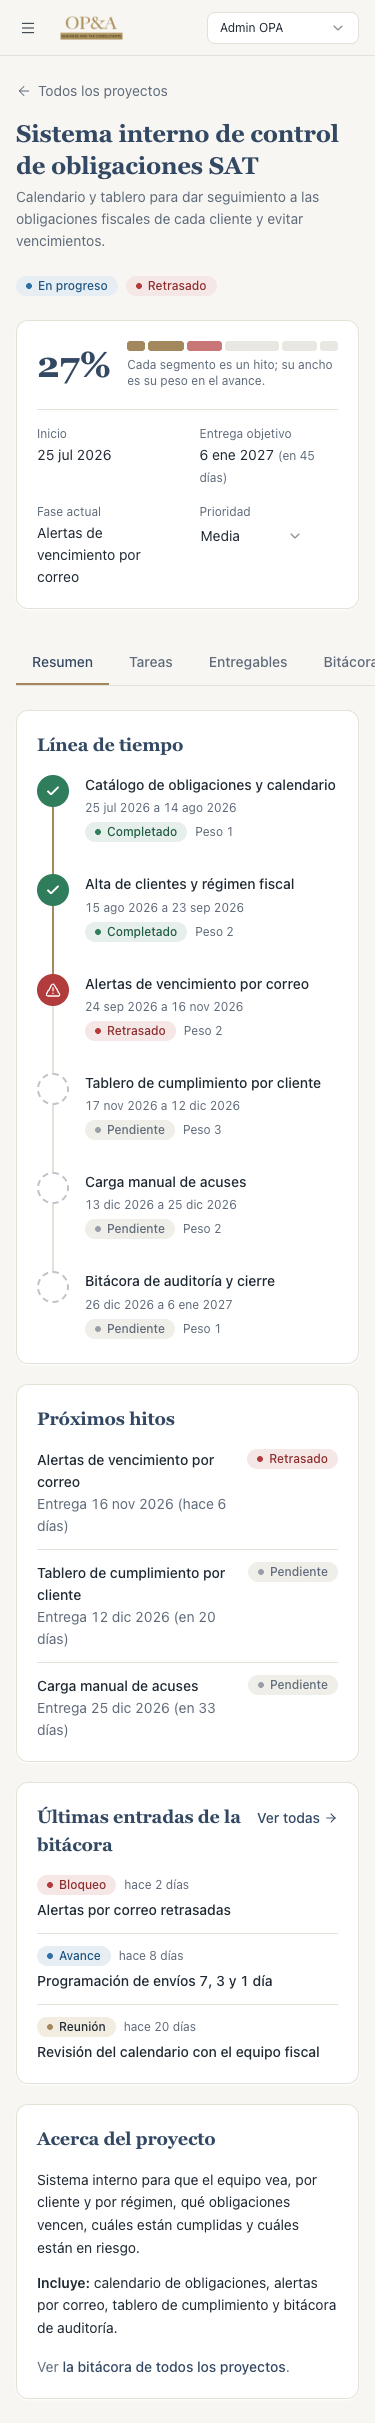 OP&A
Admin OPA
Todos los proyectos
Sistema interno de control
de obligaciones SAT
Calendario y tablero para dar seguimiento a las
obligaciones fiscales de cada cliente y evitar
vencimientos.
En progreso
Retrasado
27%
Cada segmento es un hito; su ancho
es su peso en el avance.
Inicio
25 jul 2026
Entrega objetivo
6 ene 2027 (en 45
días)
Fase actual
Alertas de
vencimiento por
correo
Prioridad
Media
Resumen
Tareas
Entregables
Bitácora
Línea de tiempo
Catálogo de obligaciones y calendario
25 jul 2026 a 14 ago 2026
Completado Peso 1
Alta de clientes y régimen fiscal
15 ago 2026 a 23 sep 2026
Completado Peso 2
Alertas de vencimiento por correo
24 sep 2026 a 16 nov 2026
Retrasado Peso 2
Tablero de cumplimiento por cliente
17 nov 2026 a 12 dic 2026
Pendiente Peso 3
Carga manual de acuses
13 dic 2026 a 25 dic 2026
Pendiente Peso 2
Bitácora de auditoría y cierre
26 dic 2026 a 6 ene 2027
Pendiente Peso 1
Próximos hitos
Alertas de vencimiento por
correo
Entrega 16 nov 2026 (hace 6
días)
Retrasado
Tablero de cumplimiento por
cliente
Entrega 12 dic 2026 (en 20
días)
Pendiente
Carga manual de acuses
Entrega 25 dic 2026 (en 33
días)
Pendiente
Últimas entradas de la
bitácora
Ver todas
Bloqueo hace 2 días
Alertas por correo retrasadas
Avance hace 8 días
Programación de envíos 7, 3 y 1 día
Reunión hace 20 días
Revisión del calendario con el equipo fiscal
Acerca del proyecto
Sistema interno para que el equipo vea, por
cliente y por régimen, qué obligaciones
vencen, cuáles están cumplidas y cuáles
están en riesgo.
Incluye: calendario de obligaciones, alertas
por correo, tablero de cumplimiento y bitácora
de auditoría.
Ver la bitácora de todos los proyectos.